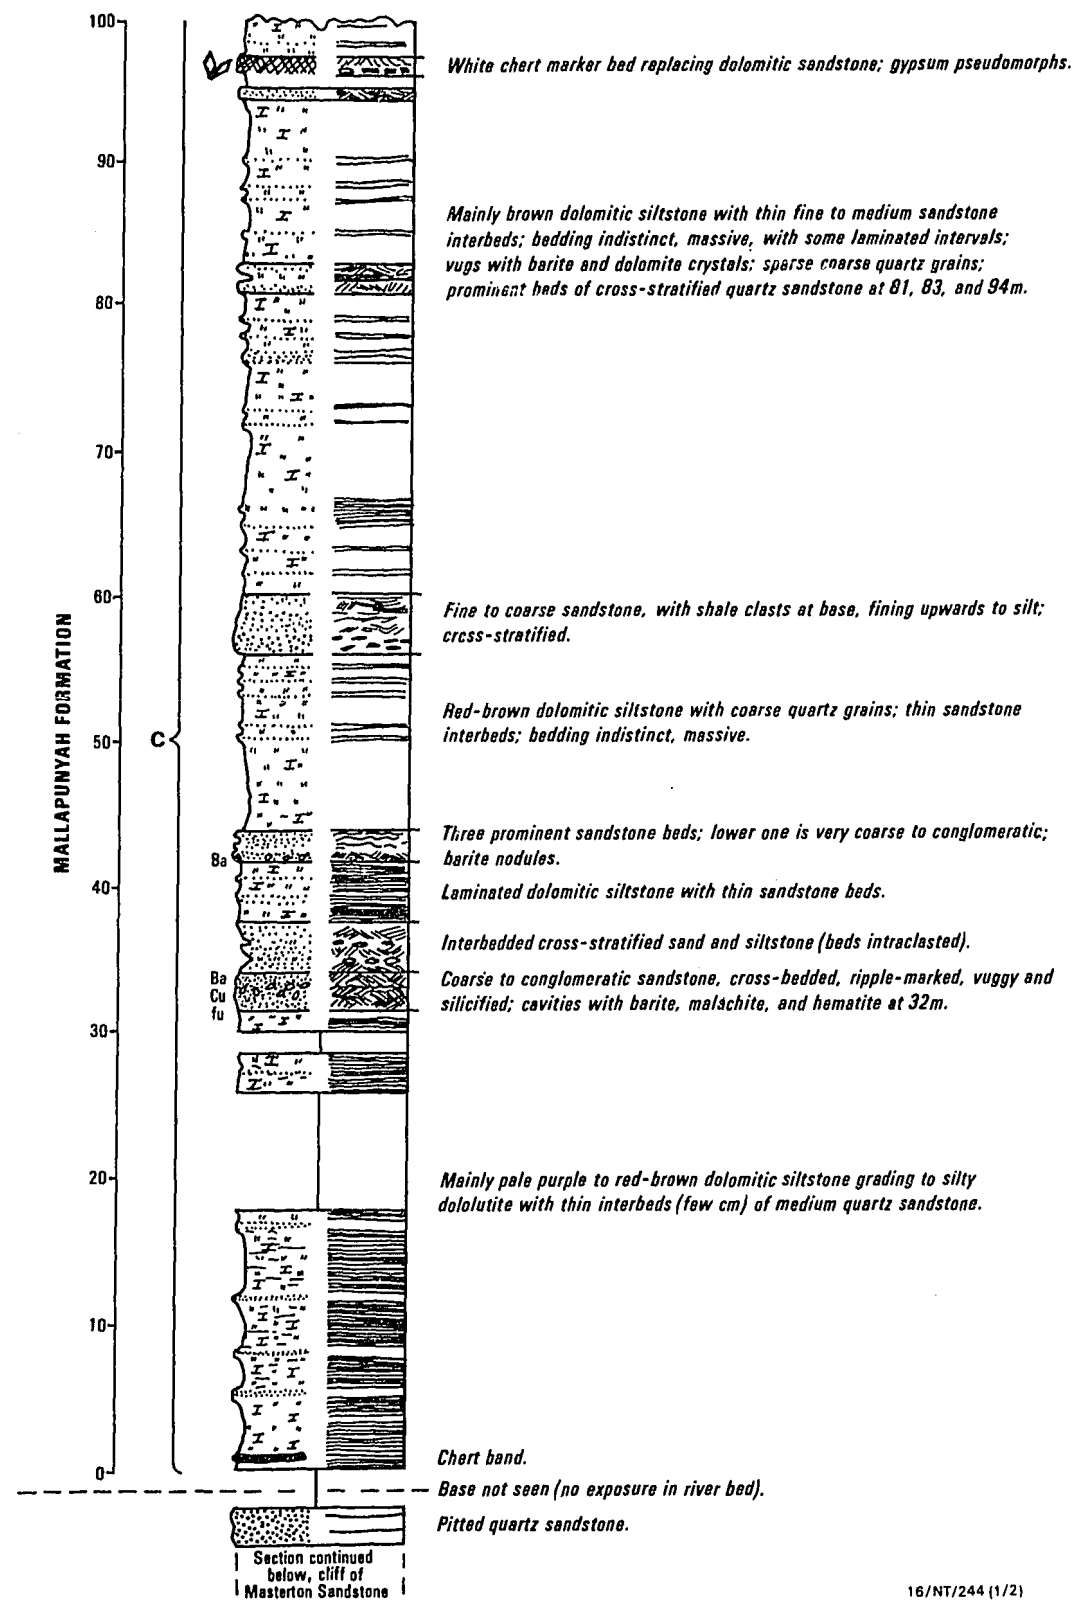 100
White chert marker bed replacing dolomitic sandstone; gypsum pseudomorphs.
90
Mainly brown dolomitic siltstone with thin fine to medium sandstone
interbeds; bedding indistinct, massive, with some laminated intervals;
vugs with barite and dolomite crystals; sparse coarse quartz grains;
prominent beds of cross-stratified quartz sandstone at 81, 83, and 94m.
80
70
60
Fine to coarse sandstone, with shale clasts at base, fining upwards to silt;
cross-stratified.
MALLAPUNYAH FORMATION
Red-brown dolomitic siltstone with coarse quartz grains; thin sandstone
interbeds; bedding indistinct, massive.
50
C
Three prominent sandstone beds; lower one is very coarse to conglomeratic;
barite nodules.
Ba
40
Laminated dolomitic siltstone with thin sandstone beds.
Interbedded cross-stratified sand and siltstone (beds intraclasted).
Ba
Cu
fu
Coarse to conglomeratic sandstone, cross-bedded, ripple-marked, vuggy and
silicified; cavities with barite, malachite, and hematite at 32m.
30
20
Mainly pale purple to red-brown dolomitic siltstone grading to silty
dololutite with thin interbeds (few cm) of medium quartz sandstone.
10
Chert band.
0
Base not seen (no exposure in river bed).
Pitted quartz sandstone.
Section continued
below, cliff of
Masterton Sandstone
16/NT/244 (1/2)